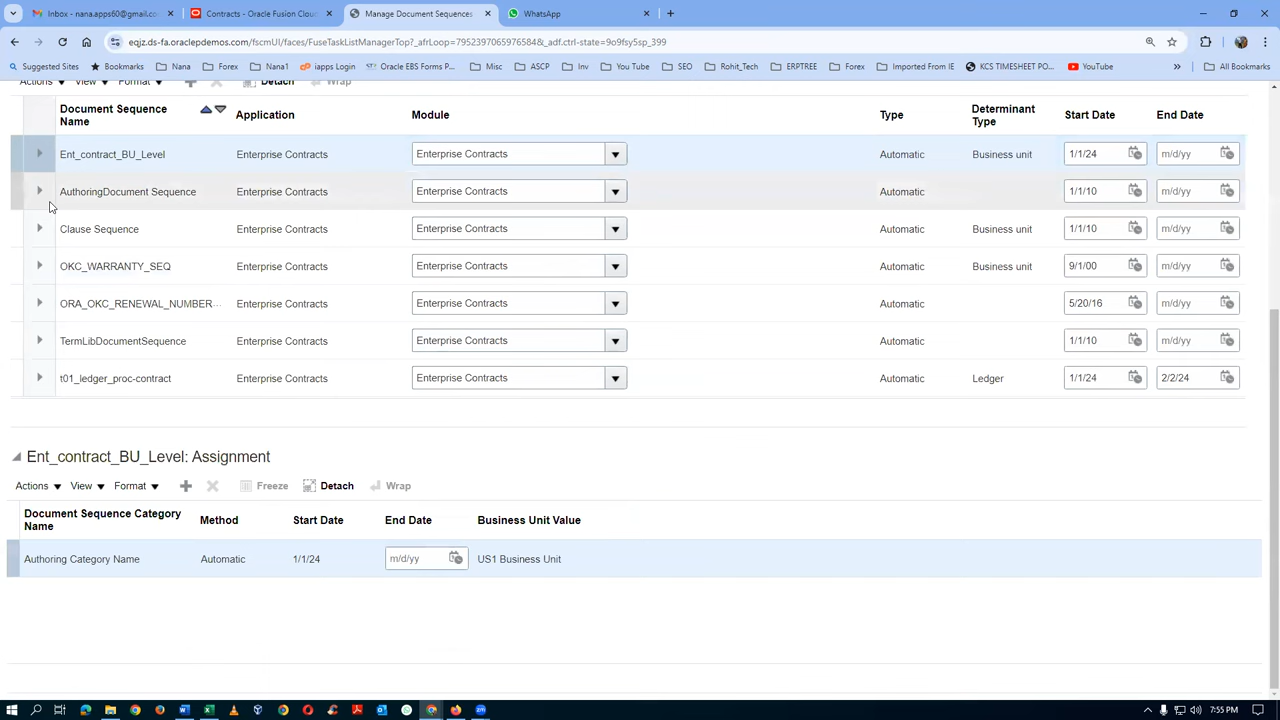 Inbox - nana.apps60@gmail.co
Contracts - Oracle Fusion Clou
Manage Document Sequences
WhatsApp
eqjz.ds-fa.oraclepdemos.com/fscmUI/faces/FuseTaskListManagerTop?_afrLoop=79523970659765​84&_adf.ctrl-state=9o9fsy5sp_399
Suggested Sites Bookmarks Nana Forex Nana1 iapps Login Oracle EBS Forms P... Misc ASCP Inv You Tube SEO Rohit_Tech ERPTREE Forex Imported From IE KCS TIMESHEET PO... YouTube » All Bookmarks
Actions View Format Detach Wrap
Document Sequence Name Application Module Type Determinant Type Start Date End Date
Ent_contract_BU_Level Enterprise Contracts Enterprise Contracts Automatic Business unit 1/1/24 m/d/yy
AuthoringDocument Sequence Enterprise Contracts Enterprise Contracts Automatic 1/1/10 m/d/yy
Clause Sequence Enterprise Contracts Enterprise Contracts Automatic Business unit 1/1/10 m/d/yy
OKC_WARRANTY_SEQ Enterprise Contracts Enterprise Contracts Automatic Business unit 9/1/00 m/d/yy
ORA_OKC_RENEWAL_NUMBER... Enterprise Contracts Enterprise Contracts Automatic 5/20/16 m/d/yy
TermLibDocumentSequence Enterprise Contracts Enterprise Contracts Automatic 1/1/10 m/d/yy
t01_ledger_proc-contract Enterprise Contracts Enterprise Contracts Automatic Ledger 1/1/24 2/2/24
Ent_contract_BU_Level: Assignment
Actions View Format Freeze Detach Wrap
Document Sequence Category Name Method Start Date End Date Business Unit Value
Authoring Category Name Automatic 1/1/24 m/d/yy US1 Business Unit
7:55 PM